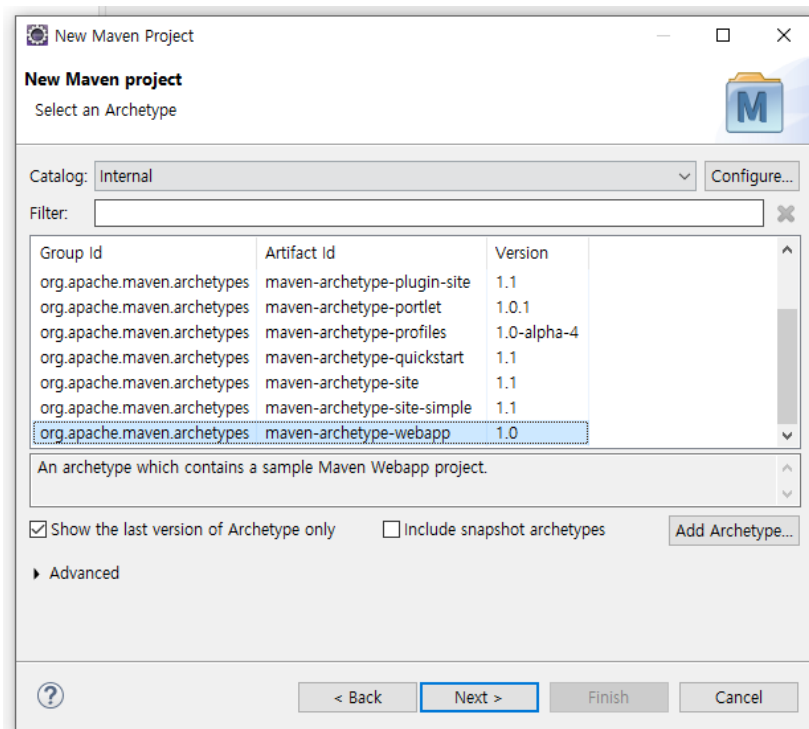 New Maven Project
New Maven project
Select an Archetype
M
Catalog: Internal Configure...
Filter:
Group Id Artifact Id Version
org.apache.maven.archetypes maven-archetype-plugin-site 1.1
org.apache.maven.archetypes maven-archetype-portlet 1.0.1
org.apache.maven.archetypes maven-archetype-profiles 1.0-alpha-4
org.apache.maven.archetypes maven-archetype-quickstart 1.1
org.apache.maven.archetypes maven-archetype-site 1.1
org.apache.maven.archetypes maven-archetype-site-simple 1.1
org.apache.maven.archetypes maven-archetype-webapp 1.0
An archetype which contains a sample Maven Webapp project.
Show the last version of Archetype only Include snapshot archetypes Add Archetype...
Advanced
? < Back Next > Finish Cancel